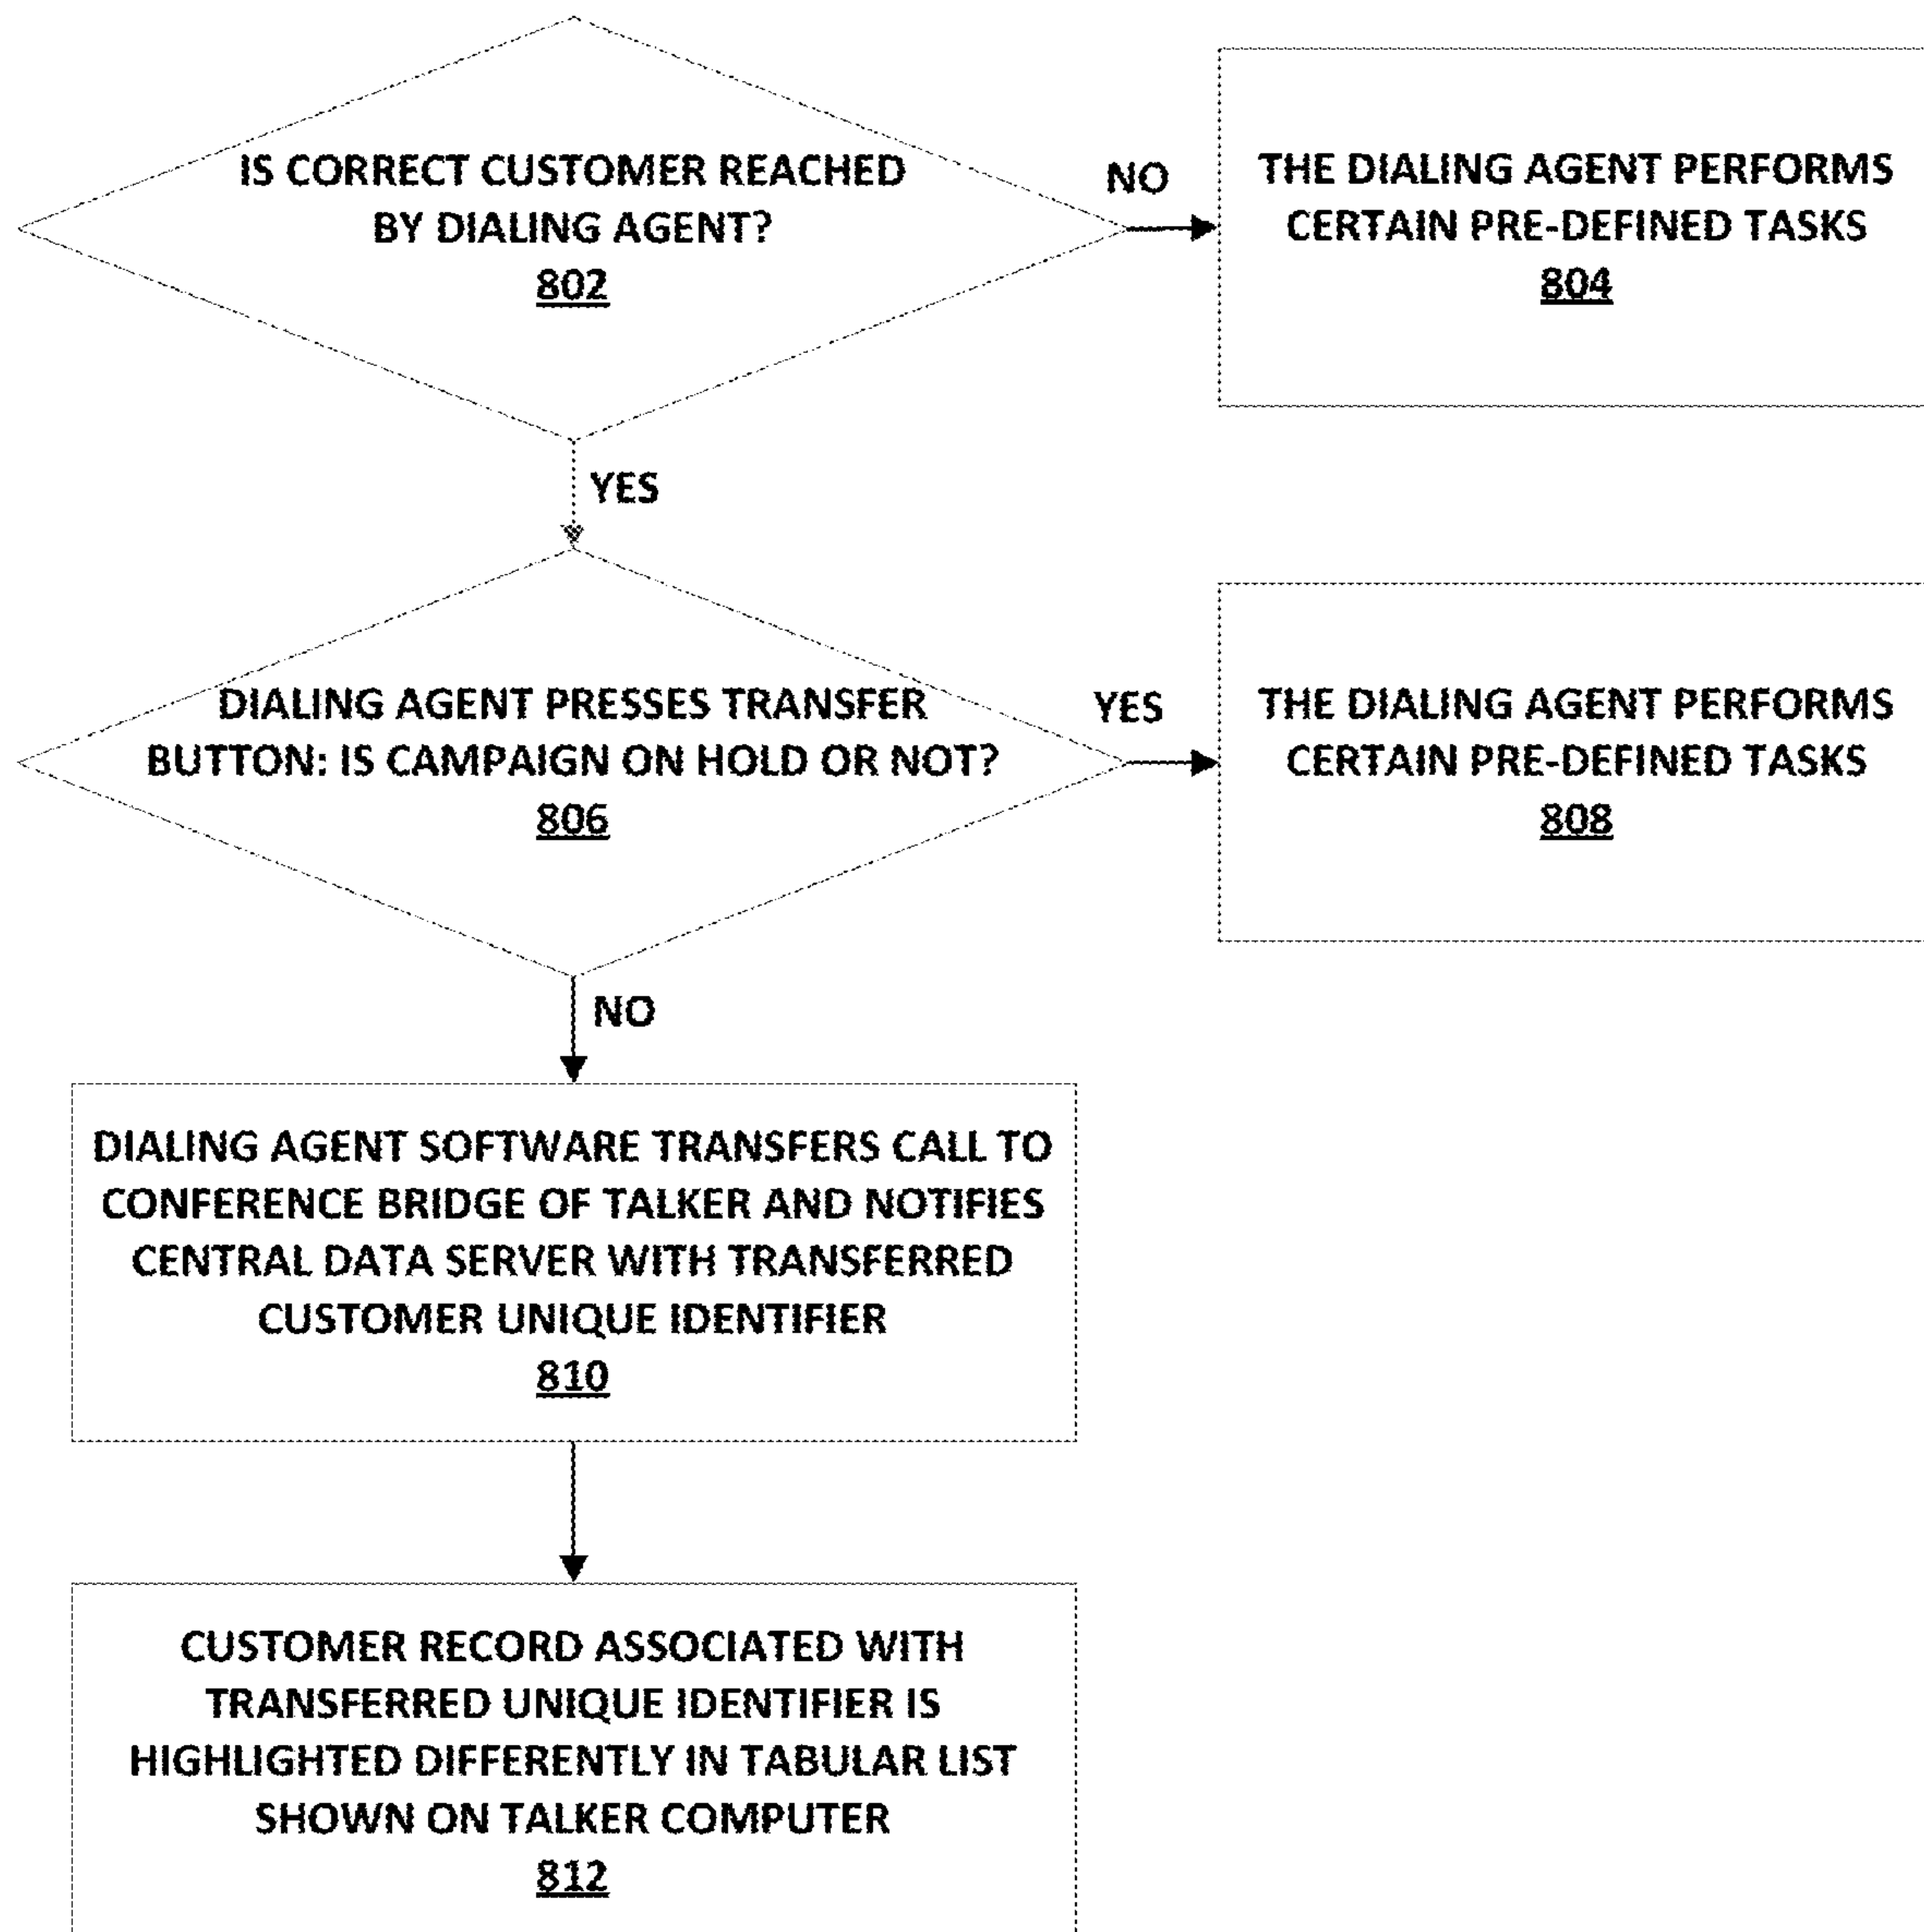 IS CORRECT CUSTOMER REACHED
BY DIALING AGENT?
802
NO
THE DIALING AGENT PERFORMS
CERTAIN PRE-DEFINED TASKS
804
YES
DIALING AGENT PRESSES TRANSFER
BUTTON: IS CAMPAIGN ON HOLD OR NOT?
806
YES
THE DIALING AGENT PERFORMS
CERTAIN PRE-DEFINED TASKS
808
NO
DIALING AGENT SOFTWARE TRANSFERS CALL TO
CONFERENCE BRIDGE OF TALKER AND NOTIFIES
CENTRAL DATA SERVER WITH TRANSFERRED
CUSTOMER UNIQUE IDENTIFIER
810
CUSTOMER RECORD ASSOCIATED WITH
TRANSFERRED UNIQUE IDENTIFIER IS
HIGHLIGHTED DIFFERENTLY IN TABULAR LIST
SHOWN ON TALKER COMPUTER
812